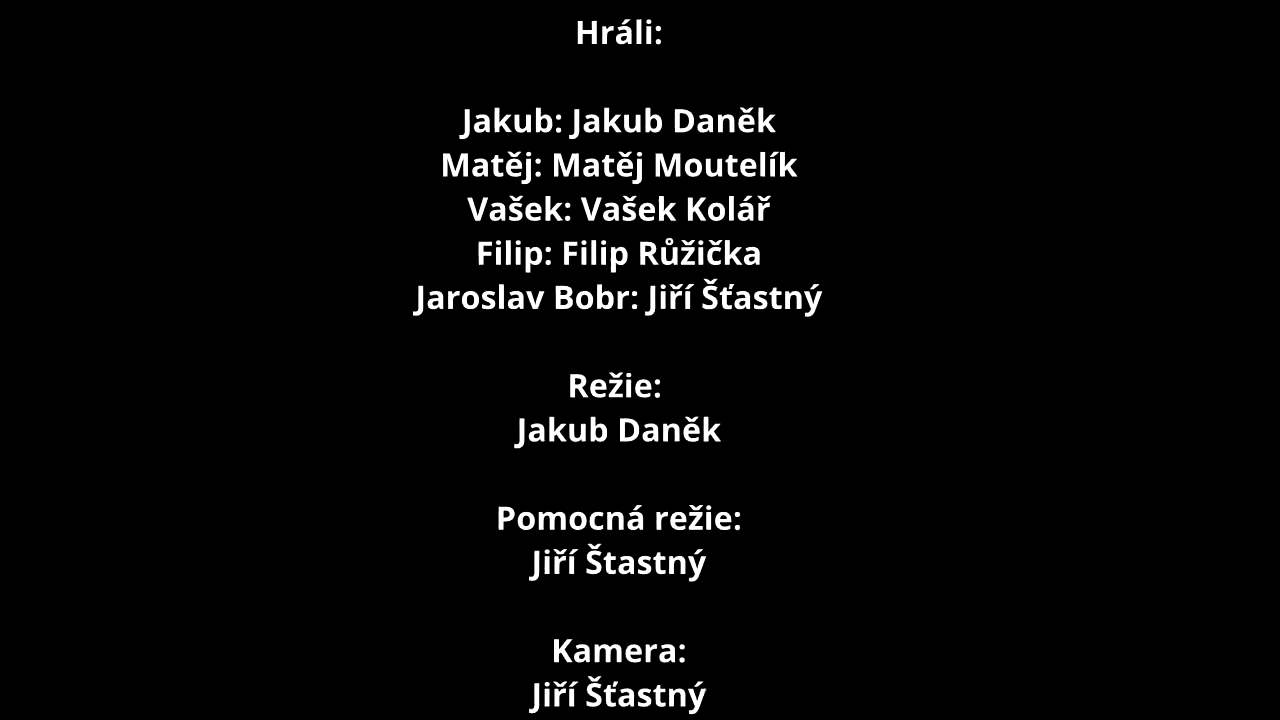 Hráli:
Jakub: Jakub Daněk
Matěj: Matěj Moutelík
Vašek: Vašek Kolář
Filip: Filip Růžička
Jaroslav Bobr: Jiří Šťastný
Režie:
Jakub Daněk
Pomocná režie:
Jiří Štastný
Kamera:
Jiří Šťastný